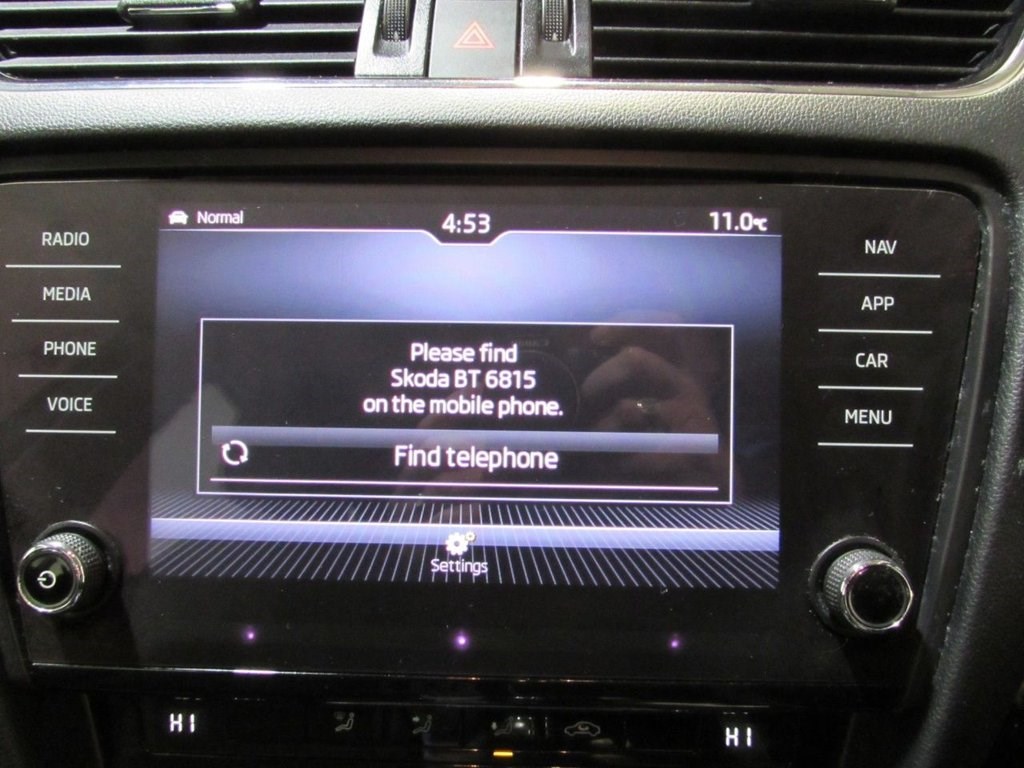 Normal
4:53
11.0°C
RADIO
MEDIA
PHONE
VOICE
NAV
APP
CAR
MENU
Please find
Skoda BT 6815
on the mobile phone.
Find telephone
Settings
HI
HI